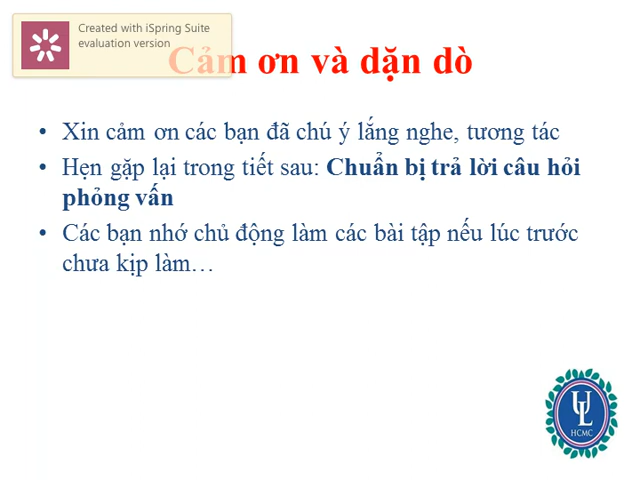 Created with iSpring Suite
evaluation version
Cảm ơn và dặn dò
• Xin cảm ơn các bạn đã chú ý lắng nghe, tương tác
• Hẹn gặp lại trong tiết sau: Chuẩn bị trả lời câu hỏi
phỏng vấn
• Các bạn nhớ chủ động làm các bài tập nếu lúc trước
chưa kịp làm…
UL
HCMC